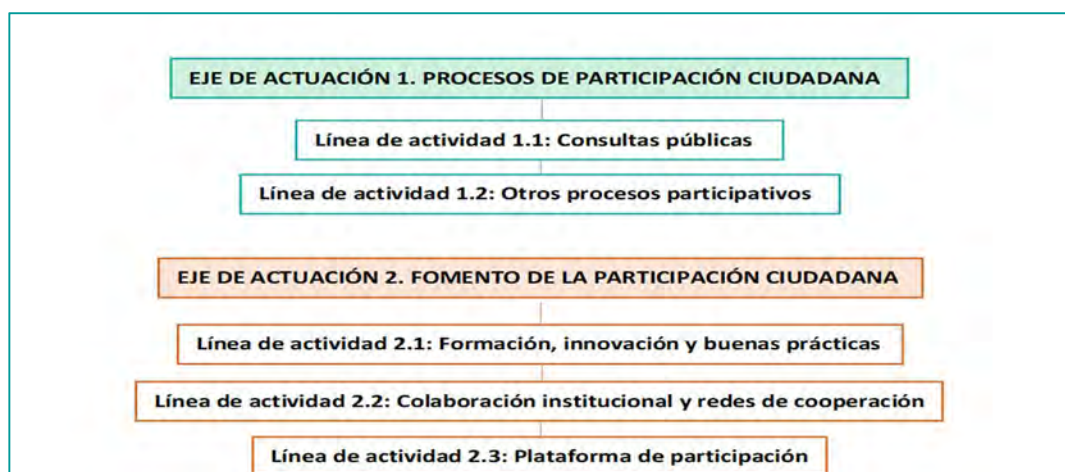 EJE DE ACTUACIÓN 1. PROCESOS DE PARTICIPACIÓN CIUDADANA
Línea de actividad 1.1: Consultas públicas
Línea de actividad 1.2: Otros procesos participativos
EJE DE ACTUACIÓN 2. FOMENTO DE LA PARTICIPACIÓN CIUDADANA
Línea de actividad 2.1: Formación, innovación y buenas prácticas
Línea de actividad 2.2: Colaboración institucional y redes de cooperación
Línea de actividad 2.3: Plataforma de participación